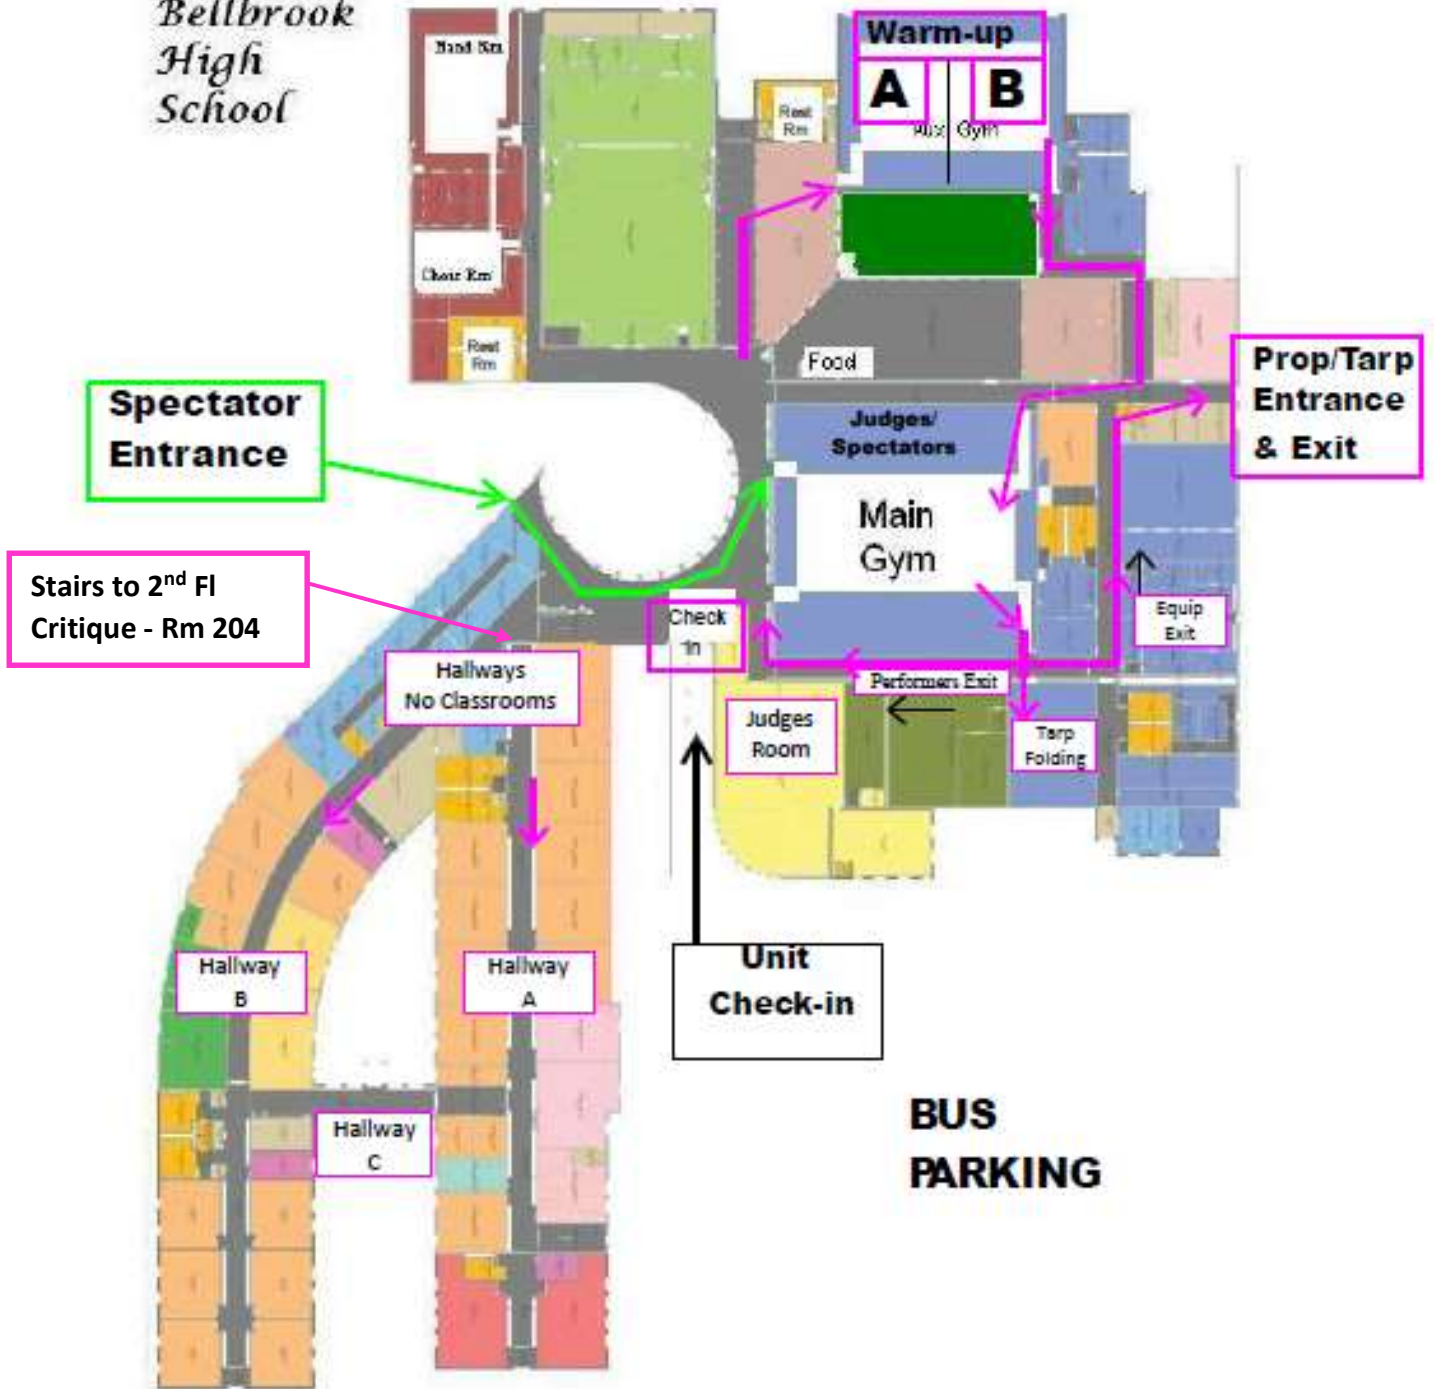 Bellbrook
High
School
Band Rm
Warm-up
A B
Rest
Rm
Aux Gym
Choir Rm
Rest
Rm
Food
Spectator
Entrance
Judges/
Spectators
Prop/Tarp
Entrance
& Exit
Main
Gym
Stairs to 2nd Fl
Critique - Rm 204
Check
in
Equip
Exit
Hallways
No Classrooms
Performers Exit
Judges
Room
Tarp
Folding
Hallway
B
Hallway
A
Unit
Check-in
Hallway
C
BUS
PARKING